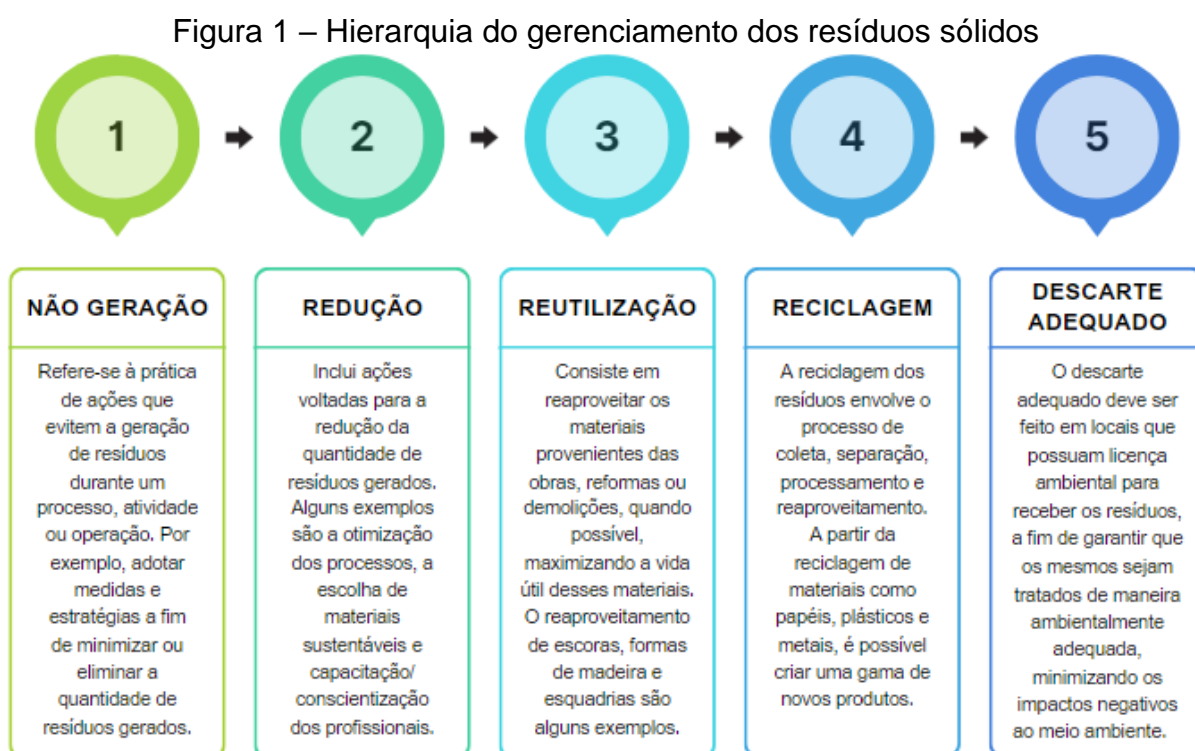 Figura 1 – Hierarquia do gerenciamento dos resíduos sólidos
1
2
3
4
5
NÃO GERAÇÃO
Refere-se à prática
de ações que
evitem a geração
de resíduos
durante um
processo, atividade
ou operação. Por
exemplo, adotar
medidas e
estratégias a fim
de minimizar ou
eliminar a
quantidade de
resíduos gerados.
REDUÇÃO
Inclui ações
voltadas para a
redução da
quantidade de
resíduos gerados.
Alguns exemplos
são a otimização
dos processos, a
escolha de
materiais
sustentáveis e
capacitação/
conscientização
dos profissionais.
REUTILIZAÇÃO
Consiste em
reaproveitar os
materiais
provenientes das
obras, reformas ou
demolições, quando
possível,
maximizando a vida
útil desses materiais.
O reaproveitamento
de escoras, formas
de madeira e
esquadrias são
alguns exemplos.
RECICLAGEM
A reciclagem dos
resíduos envolve o
processo de
coleta, separação,
processamento e
reaproveitamento.
A partir da
reciclagem de
materiais como
papéis, plásticos e
metais, é possível
criar uma gama de
novos produtos.
DESCARTE
ADEQUADO
O descarte
adequado deve ser
feito em locais que
possuam licença
ambiental para
receber os resíduos,
a fim de garantir que
os mesmos sejam
tratados de maneira
ambientalmente
adequada,
minimizando os
impactos negativos
ao meio ambiente.